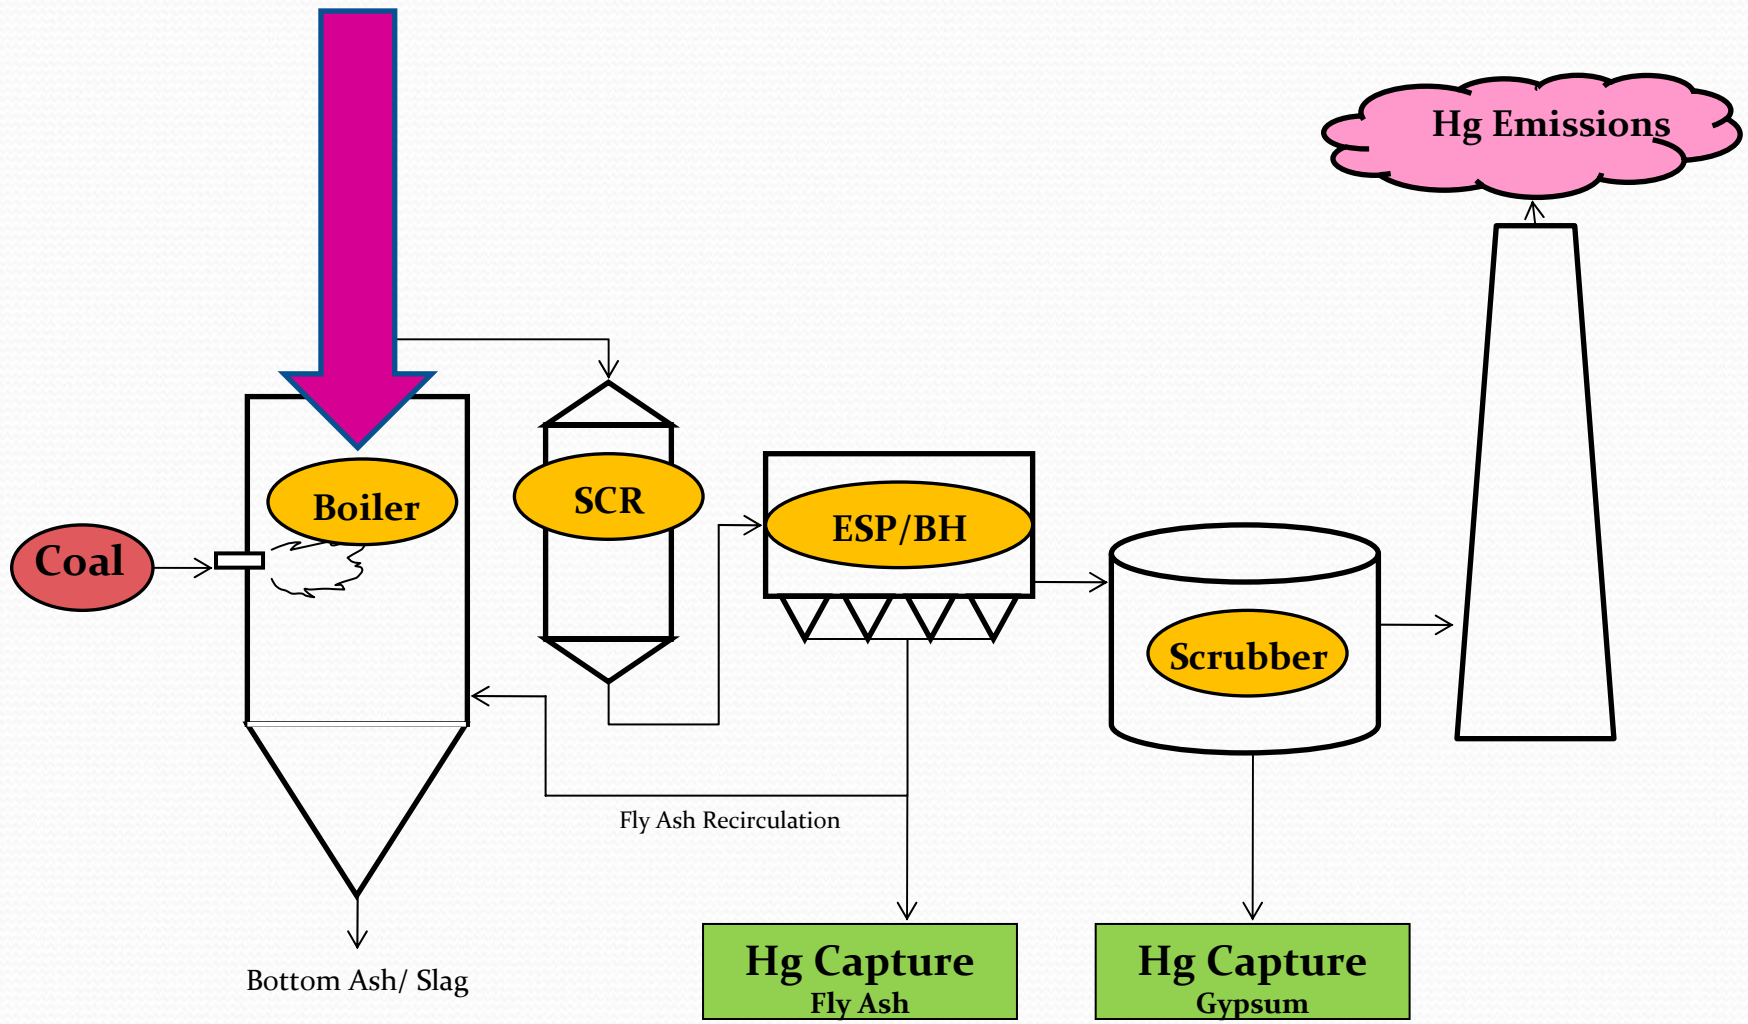 Hg Emissions
Boiler
SCR
ESP/BH
Coal
Scrubber
Fly Ash Recirculation
Bottom Ash/ Slag
Hg Capture
Fly Ash
Hg Capture
Gypsum